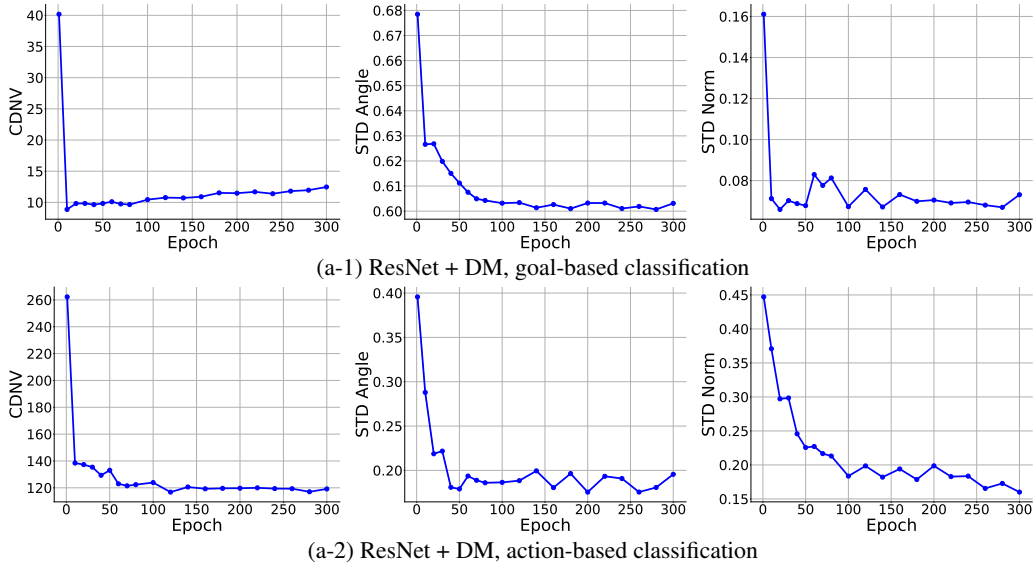 CDNV
40
35
30
25
20
15
10
0 50 100 150 200 250 300
Epoch
STD Angle
0.68
0.67
0.66
0.65
0.64
0.63
0.62
0.61
0.60
0 50 100 150 200 250 300
Epoch
STD Norm
0.16
0.14
0.12
0.10
0.08
0 50 100 150 200 250 300
Epoch
(a-1) ResNet + DM, goal-based classification
CDNV
260
240
220
200
180
160
140
120
0 50 100 150 200 250 300
Epoch
STD Angle
0.40
0.35
0.30
0.25
0.20
0 50 100 150 200 250 300
Epoch
STD Norm
0.45
0.40
0.35
0.30
0.25
0.20
0.15
0 50 100 150 200 250 300
Epoch
(a-2) ResNet + DM, action-based classification